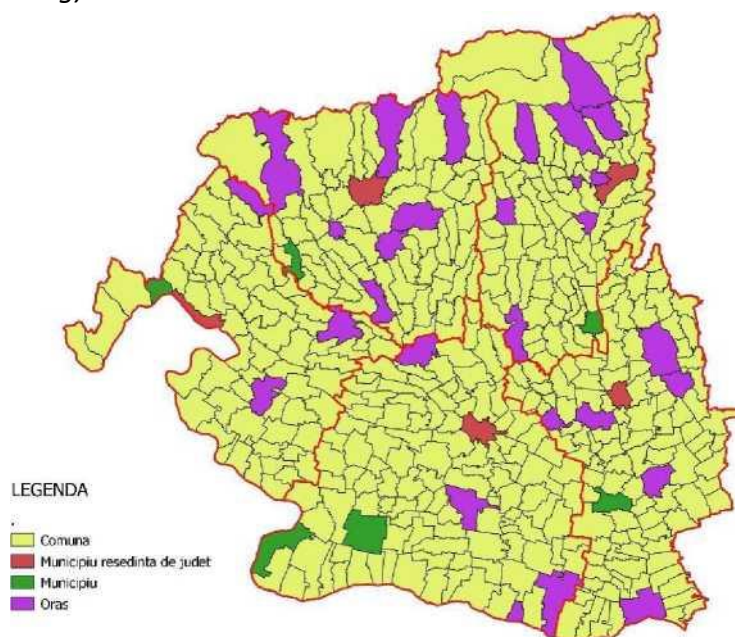 LEGENDA
.
Comuna
Municipiu resedinta de judet
Municipiu
Oras